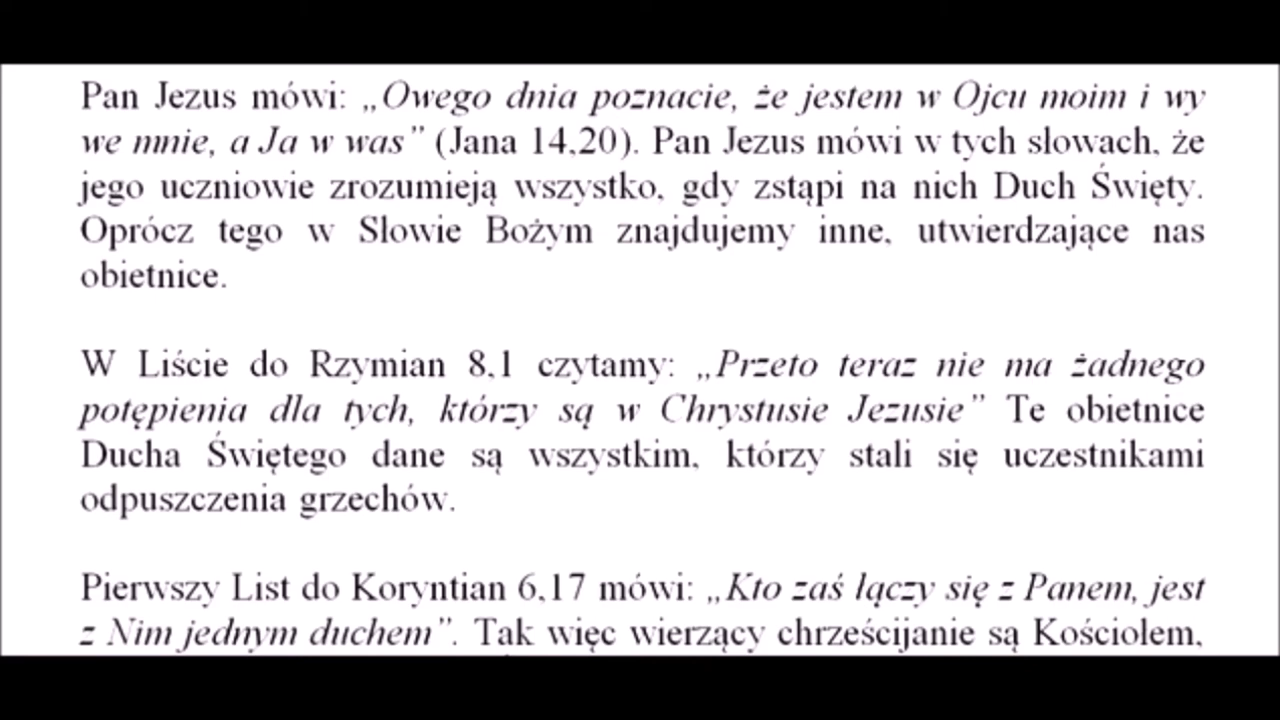 Pan Jezus mówi: „Owego dnia poznacie, że jestem w Ojcu moim i wy
we mnie, a Ja w was” (Jana 14,20). Pan Jezus mówi w tych słowach, że
jego uczniowie zrozumieją wszystko, gdy zstąpi na nich Duch Święty.
Oprócz tego w Słowie Bożym znajdujemy inne, utwierdzające nas
obietnice.
W Liście do Rzymian 8,1 czytamy: „Przeto teraz nie ma żadnego
potępienia dla tych, którzy są w Chrystusie Jezusie” Te obietnice
Ducha Świętego dane są wszystkim, którzy stali się uczestnikami
odpuszczenia grzechów.
Pierwszy List do Koryntian 6,17 mówi: „Kto zaś łączy się z Panem, jest
z Nim jednym duchem”. Tak więc wierzący chrześcijanie są Kościołem,